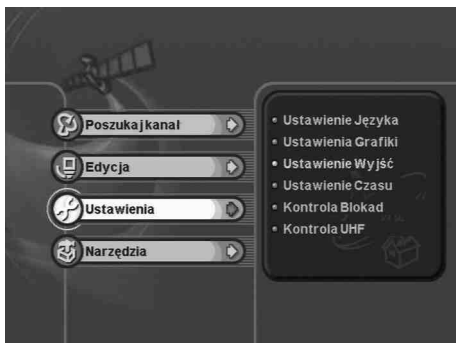 Poszukaj kanał
Edycja
Ustawienia
Narzędzia
Ustawienie Języka
Ustawienia Grafiki
Ustawienie Wyjść
Ustawienie Czasu
Kontrola Blokad
Kontrola UHF